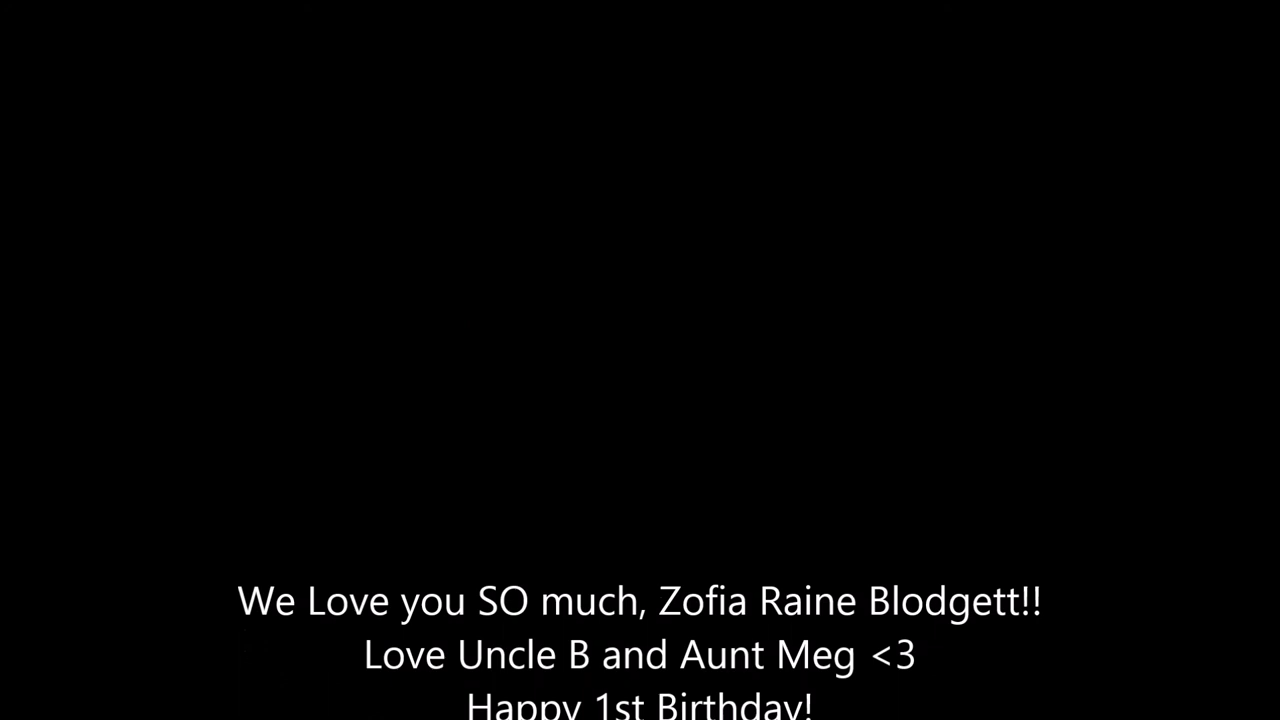 We Love you SO much, Zofia Raine Blodgett!!
Love Uncle B and Aunt Meg <3
Happy 1st Birthday!